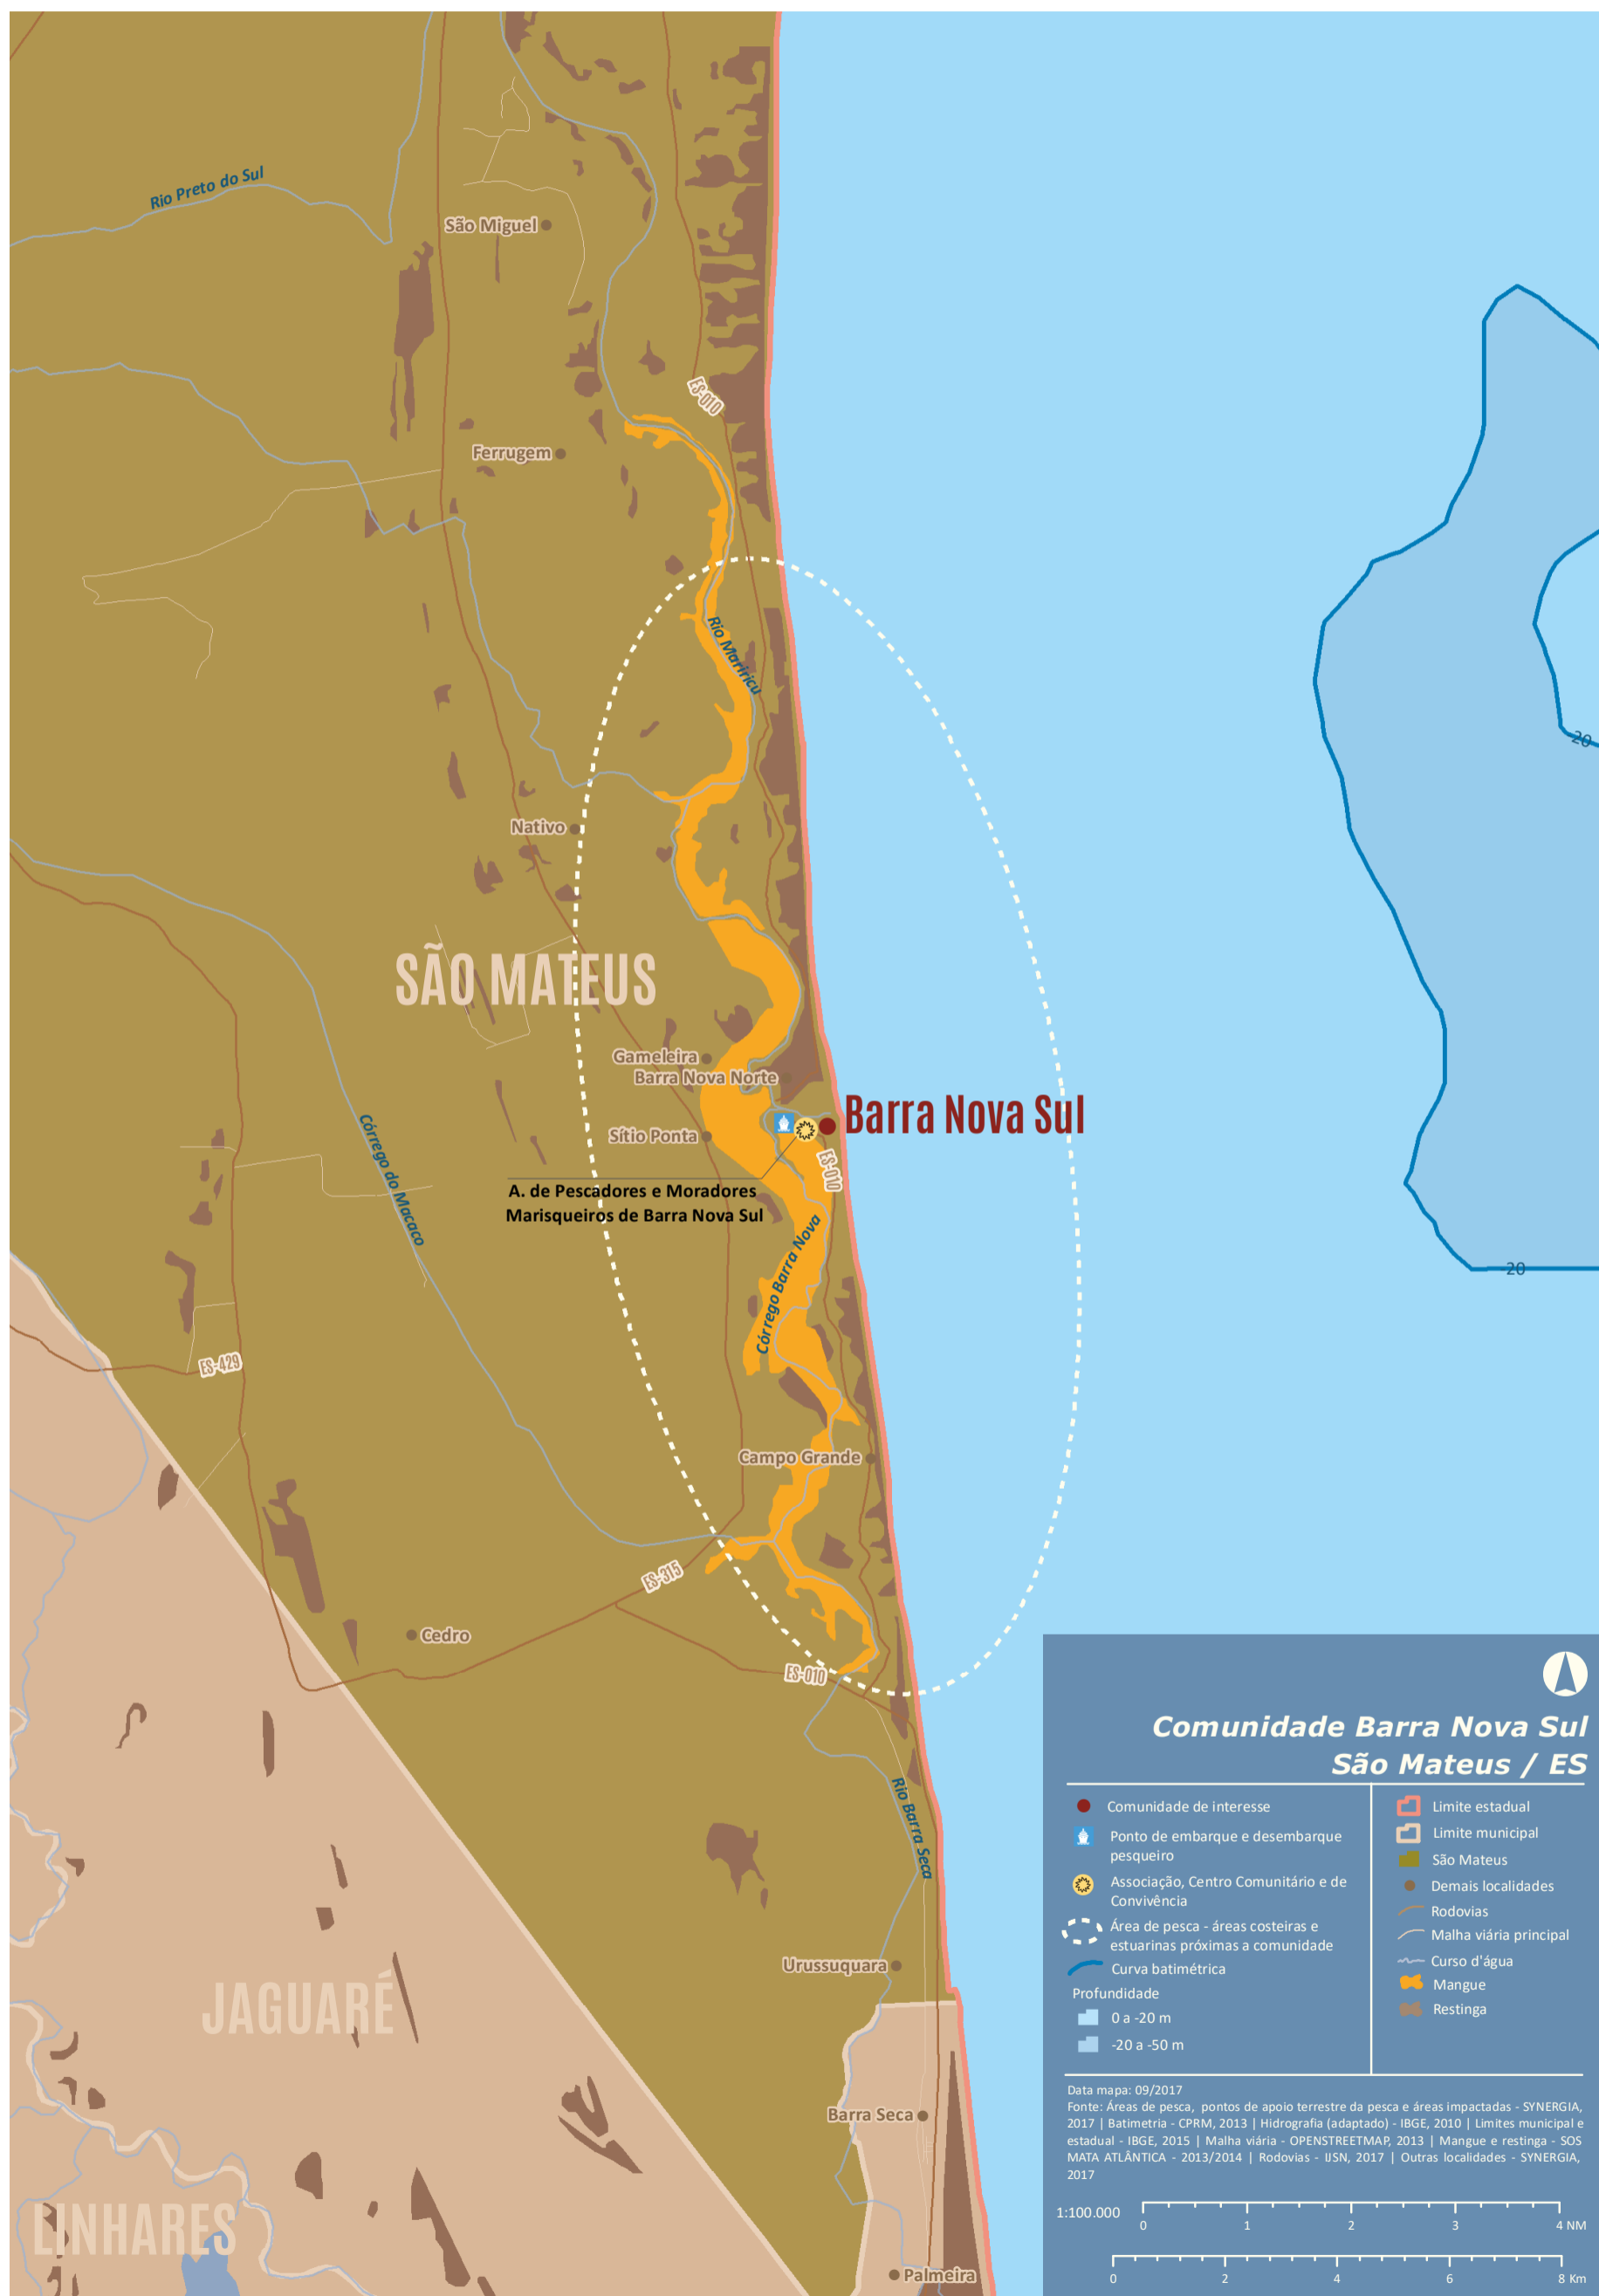 Rio Preto do Sul
São Miguel
ES-010
Ferrugem
Rio Mariricu
20
Nativo
SÃO MATEUS
Gameleira
Barra Nova Norte
Barra Nova Sul
Sítio Ponta
ES-010
A. de Pescadores e Moradores
Marisqueiros de Barra Nova Sul
Córrego do Macaco
Córrego Barra Nova
-20
ES-429
Campo Grande
ES-315
Cedro
ES-010
Rio Barra Seca
Urussuquara
JAGUARÉ
Barra Seca
LINHARES
Palmeira
Comunidade Barra Nova Sul
São Mateus / ES
Comunidade de interesse
Ponto de embarque e desembarque
pesqueiro
Associação, Centro Comunitário e de
Convivência
Área de pesca - áreas costeiras e
estuarinas próximas a comunidade
Curva batimétrica
Profundidade
0 a -20 m
-20 a -50 m
Limite estadual
Limite municipal
São Mateus
Demais localidades
Rodovias
Malha viária principal
Curso d'água
Mangue
Restinga
Data mapa: 09/2017
Fonte: Áreas de pesca, pontos de apoio terrestre da pesca e áreas impactadas - SYNERGIA,
2017 | Batimetria - CPRM, 2013 | Hidrografia (adaptado) - IBGE, 2010 | Limites municipal e
estadual - IBGE, 2015 | Malha viária - OPENSTREETMAP, 2013 | Mangue e restinga - SOS
MATA ATLÂNTICA - 2013/2014 | Rodovias - IJSN, 2017 | Outras localidades - SYNERGIA,
2017
1:100.000
0 1 2 3 4 NM
0 2 4 6 8 Km